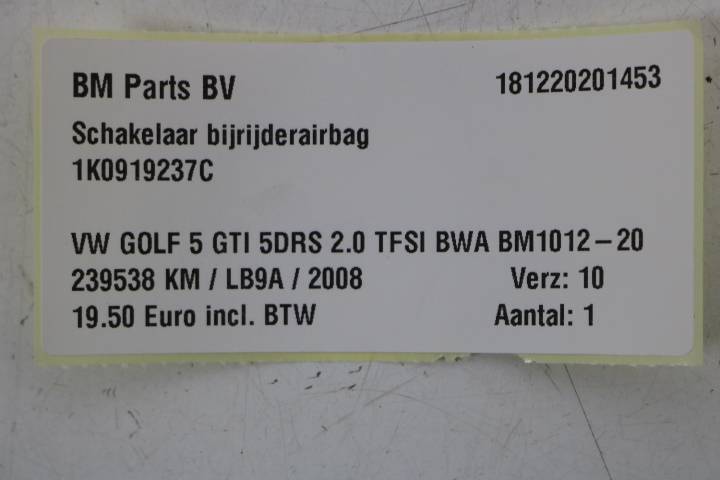 BM Parts BV 181220201453
Schakelaar bijrijderairbag
1K0919237C
VW GOLF 5 GTI 5DRS 2.0 TFSI BWA BM1012-20
239538 KM / LB9A / 2008 Verz: 10
19.50 Euro incl. BTW Aantal: 1